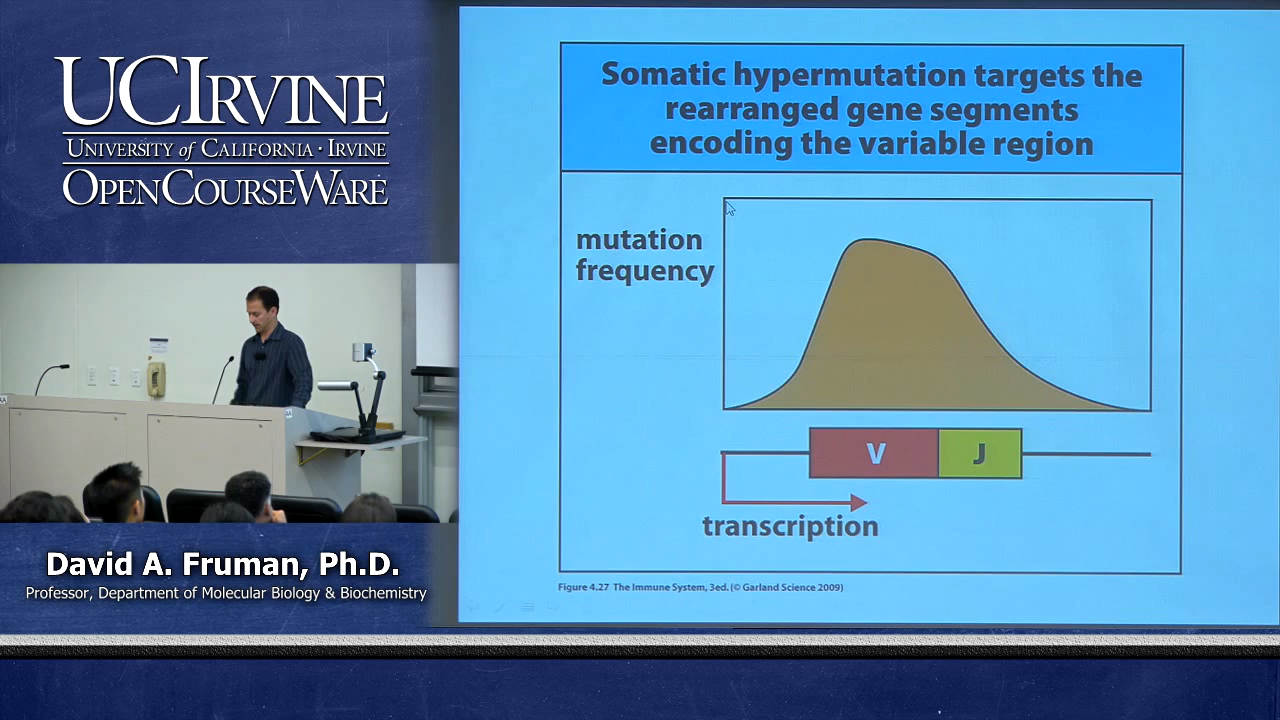 UCIRVINE
UNIVERSITY of CALIFORNIA · IRVINE
OPENCOURSEWARE
David A. Fruman, Ph.D.
Professor, Department of Molecular Biology & Biochemistry
Somatic hypermutation targets the
rearranged gene segments
encoding the variable region
mutation
frequency
V
J
transcription
Figure 4.27 The Immune System, 3ed. (© Garland Science 2009)